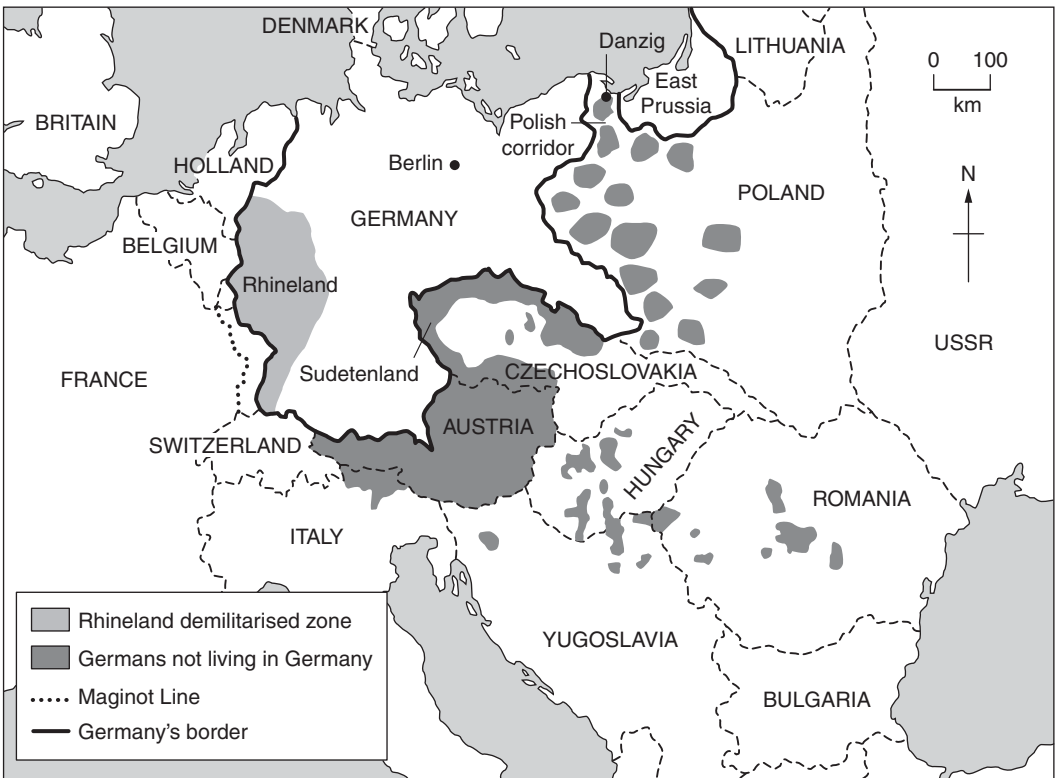 DENMARK
Danzig
LITHUANIA
0 100
km
East
Prussia
BRITAIN
Polish
corridor
HOLLAND
Berlin
N
POLAND
GERMANY
BELGIUM
Rhineland
USSR
FRANCE
Sudetenland
CZECHOSLOVAKIA
AUSTRIA
SWITZERLAND
HUNGARY
ROMANIA
ITALY
Rhineland demilitarised zone
Germans not living in Germany
Maginot Line
Germany's border
YUGOSLAVIA
BULGARIA